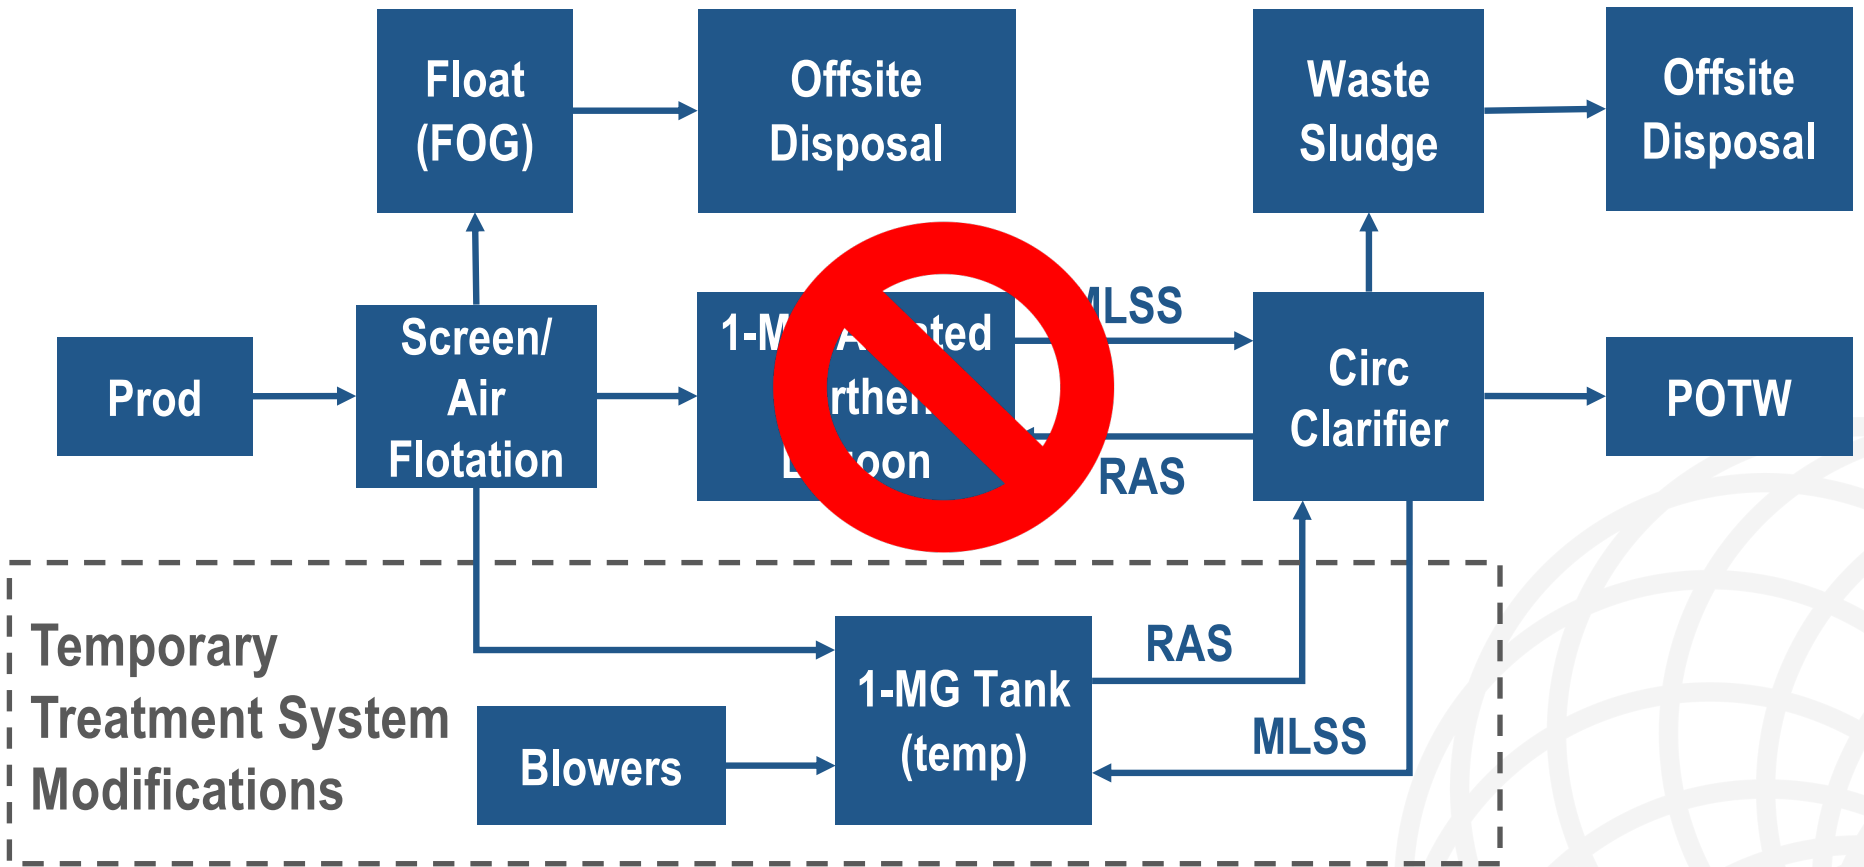 Float
(FOG)
Offsite
Disposal
Waste
Sludge
Offsite
Disposal
Prod
Screen/
Air
Flotation
MLSS
RAS
Circ
Clarifier
POTW
Temporary
Treatment System
Modifications
Blowers
1-MG Tank
(temp)
RAS
MLSS